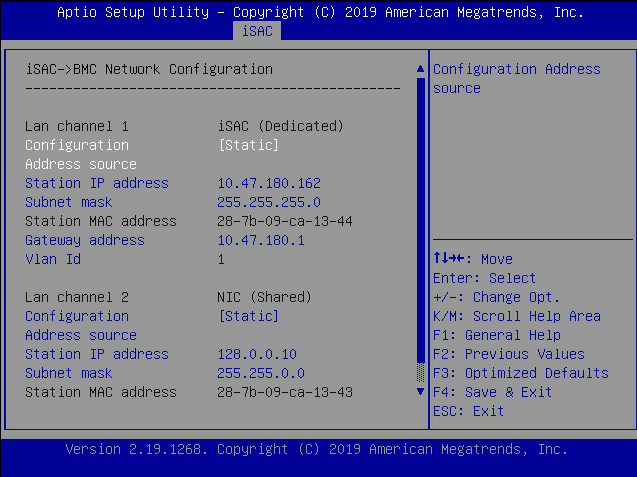 Aptio Setup Utility – Copyright (C) 2019 American Megatrends, Inc.
iSAC
iSAC->BMC Network Configuration
--------------------------------------------------
Lan channel 1 iSAC (Dedicated)
Configuration [Static]
Address source
Station IP address 10.47.180.162
Subnet mask 255.255.255.0
Station MAC address 28-7b-09-ca-13-44
Gateway address 10.47.180.1
Vlan Id 1
Lan channel 2 NIC (Shared)
Configuration [Static]
Address source
Station IP address 128.0.0.10
Subnet mask 255.255.0.0
Station MAC address 28-7b-09-ca-13-43
Configuration Address
source
↑↓→←: Move
Enter: Select
+/-: Change Opt.
K/M: Scroll Help Area
F1: General Help
F2: Previous Values
F3: Optimized Defaults
F4: Save & Exit
ESC: Exit
Version 2.19.1268. Copyright (C) 2019 American Megatrends, Inc.